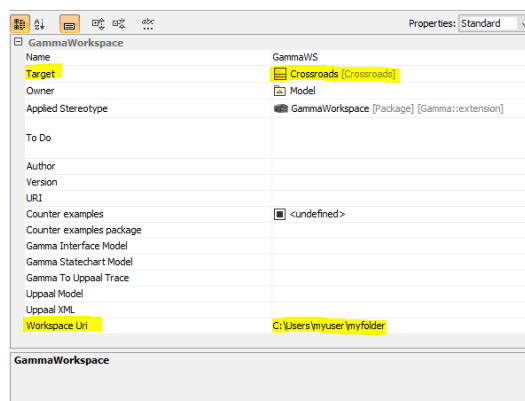 abc
Properties: Standard
GammaWorkspace
Name GammaWS
Target Crossroads [Crossroads]
Owner Model
Applied Stereotype GammaWorkspace [Package] [Gamma::extension]
To Do
Author
Version
URI
Counter examples <undefined>
Counter examples package
Gamma Interface Model
Gamma Statechart Model
Gamma To Uppaal Trace
Uppaal Model
Uppaal XML
Workspace Uri C:\Users\myuser\myfolder
GammaWorkspace